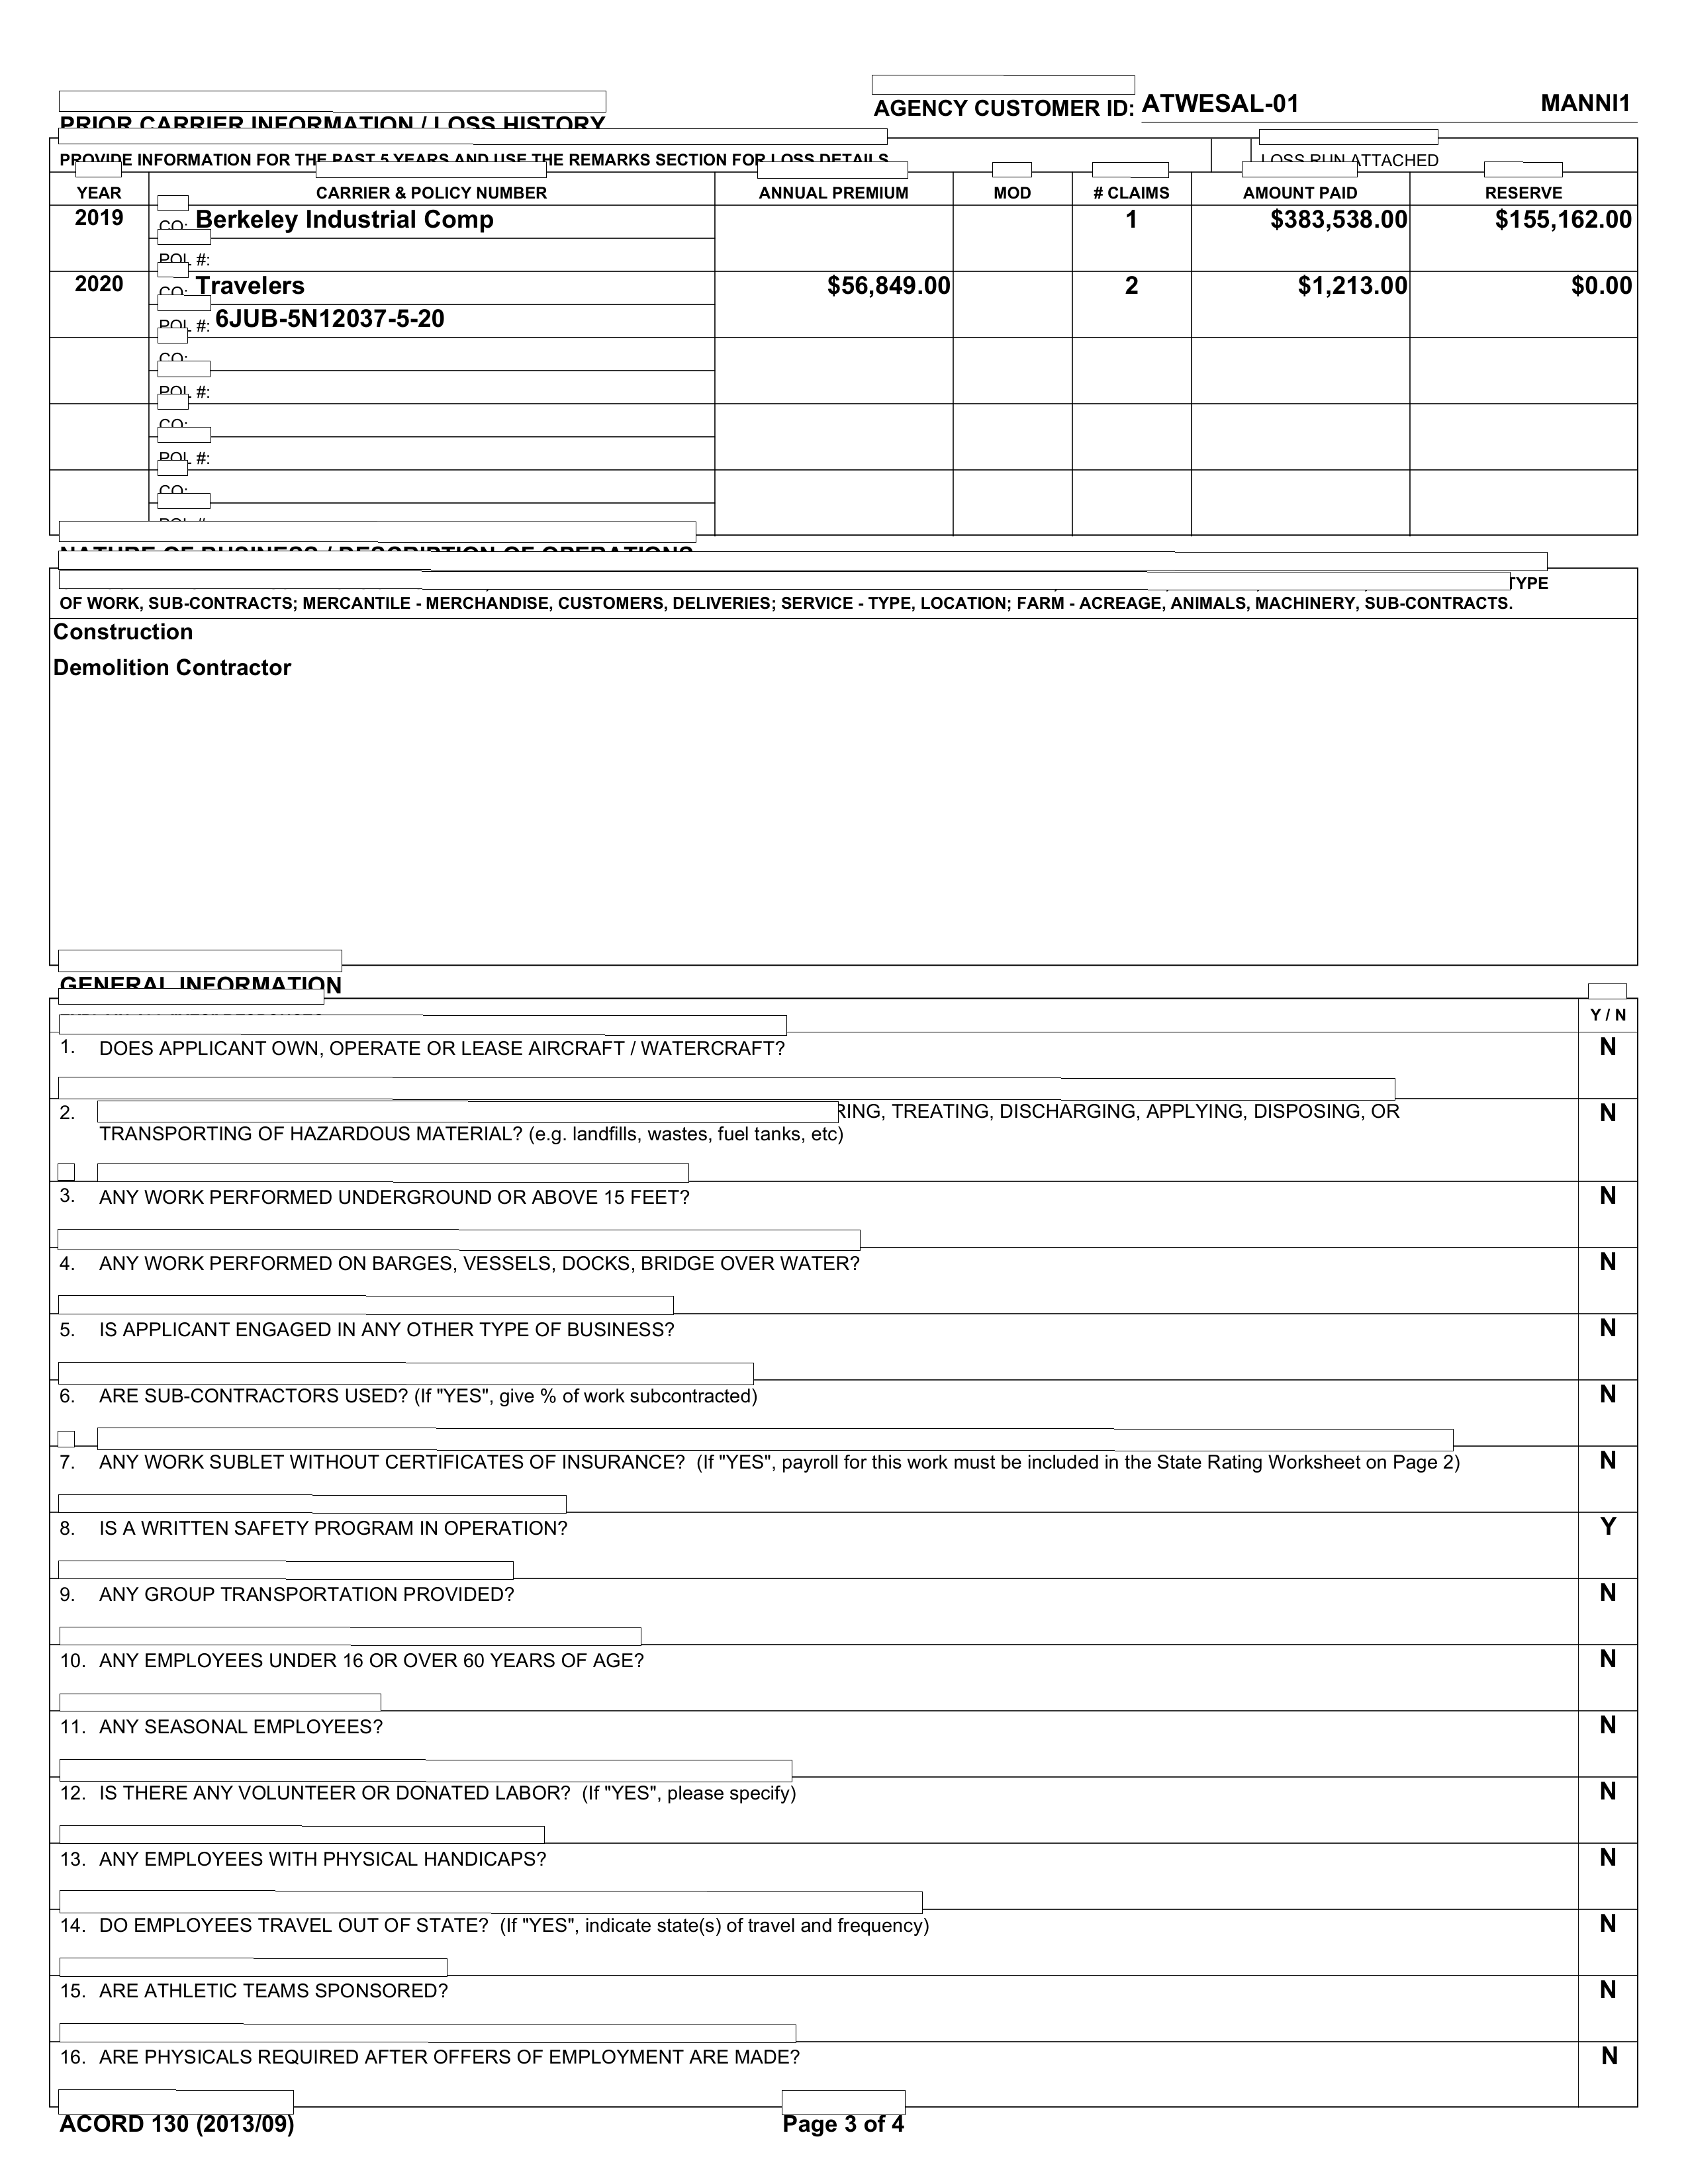 AGENCY CUSTOMER ID: ATWESAL-01 MANNI1
PRIOR CARRIER INFORMATION / LOSS HISTORY
PROVIDE INFORMATION FOR THE PAST 5 YEARS AND USE THE REMARKS SECTION FOR LOSS DETAILS LOSS RUN ATTACHED
YEAR CARRIER & POLICY NUMBER ANNUAL PREMIUM MOD # CLAIMS AMOUNT PAID RESERVE
2019 CO: Berkeley Industrial Comp 1 $383,538.00 $155,162.00
POL #:
2020 CO: Travelers $56,849.00 2 $1,213.00 $0.00
POL #: 6JUB-5N12037-5-20
CO:
POL #:
CO:
POL #:
CO:
POL #:
NATURE OF BUSINESS / DESCRIPTION OF OPERATIONS
TYPE
OF WORK, SUB-CONTRACTS; MERCANTILE - MERCHANDISE, CUSTOMERS, DELIVERIES; SERVICE - TYPE, LOCATION; FARM - ACREAGE, ANIMALS, MACHINERY, SUB-CONTRACTS.
Construction
Demolition Contractor
GENERAL INFORMATION
Y / N
1. DOES APPLICANT OWN, OPERATE OR LEASE AIRCRAFT / WATERCRAFT? N
2. RING, TREATING, DISCHARGING, APPLYING, DISPOSING, OR N
TRANSPORTING OF HAZARDOUS MATERIAL? (e.g. landfills, wastes, fuel tanks, etc)
3. ANY WORK PERFORMED UNDERGROUND OR ABOVE 15 FEET? N
4. ANY WORK PERFORMED ON BARGES, VESSELS, DOCKS, BRIDGE OVER WATER? N
5. IS APPLICANT ENGAGED IN ANY OTHER TYPE OF BUSINESS? N
6. ARE SUB-CONTRACTORS USED? (If "YES", give % of work subcontracted) N
7. ANY WORK SUBLET WITHOUT CERTIFICATES OF INSURANCE? (If "YES", payroll for this work must be included in the State Rating Worksheet on Page 2) N
8. IS A WRITTEN SAFETY PROGRAM IN OPERATION? Y
9. ANY GROUP TRANSPORTATION PROVIDED? N
10. ANY EMPLOYEES UNDER 16 OR OVER 60 YEARS OF AGE? N
11. ANY SEASONAL EMPLOYEES? N
12. IS THERE ANY VOLUNTEER OR DONATED LABOR? (If "YES", please specify) N
13. ANY EMPLOYEES WITH PHYSICAL HANDICAPS? N
14. DO EMPLOYEES TRAVEL OUT OF STATE? (If "YES", indicate state(s) of travel and frequency) N
15. ARE ATHLETIC TEAMS SPONSORED? N
16. ARE PHYSICALS REQUIRED AFTER OFFERS OF EMPLOYMENT ARE MADE? N
ACORD 130 (2013/09) Page 3 of 4